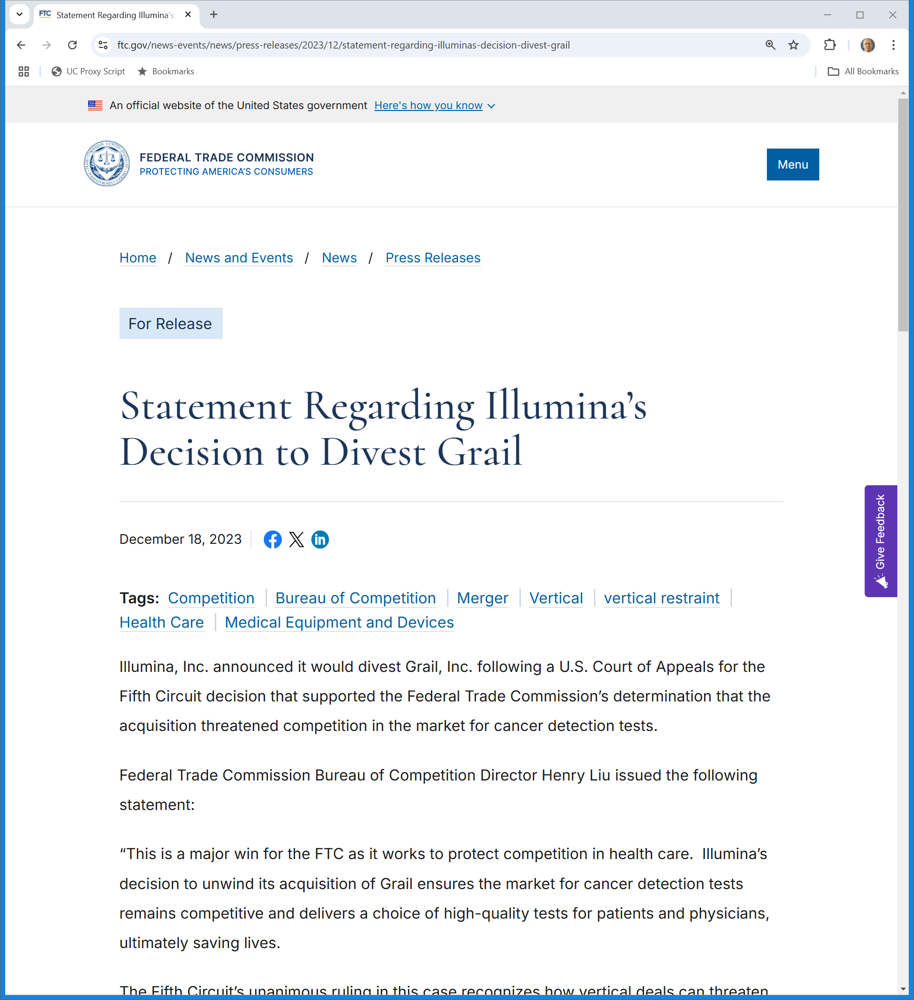 FTC Statement Regarding Illumina's
ftc.gov/news-events/news/press-releases/2023/12/statement-regarding-illuminas-decision-divest-grail
UC Proxy Script Bookmarks All Bookmarks
An official website of the United States government Here's how you know
FEDERAL TRADE COMMISSION
PROTECTING AMERICA'S CONSUMERS
FEDERAL TRADE COMMISSION • UNITED STATES OF AMERICA • MCMXV
Menu
Home / News and Events / News / Press Releases
For Release
Statement Regarding Illumina’s
Decision to Divest Grail
December 18, 2023
Give Feedback
Tags: Competition | Bureau of Competition | Merger | Vertical | vertical restraint |
Health Care | Medical Equipment and Devices
Illumina, Inc. announced it would divest Grail, Inc. following a U.S. Court of Appeals for the
Fifth Circuit decision that supported the Federal Trade Commission’s determination that the
acquisition threatened competition in the market for cancer detection tests.
Federal Trade Commission Bureau of Competition Director Henry Liu issued the following
statement:
“This is a major win for the FTC as it works to protect competition in health care.  Illumina’s
decision to unwind its acquisition of Grail ensures the market for cancer detection tests
remains competitive and delivers a choice of high-quality tests for patients and physicians,
ultimately saving lives.
The Fifth Circuit’s unanimous ruling in this case recognizes how vertical deals can threaten